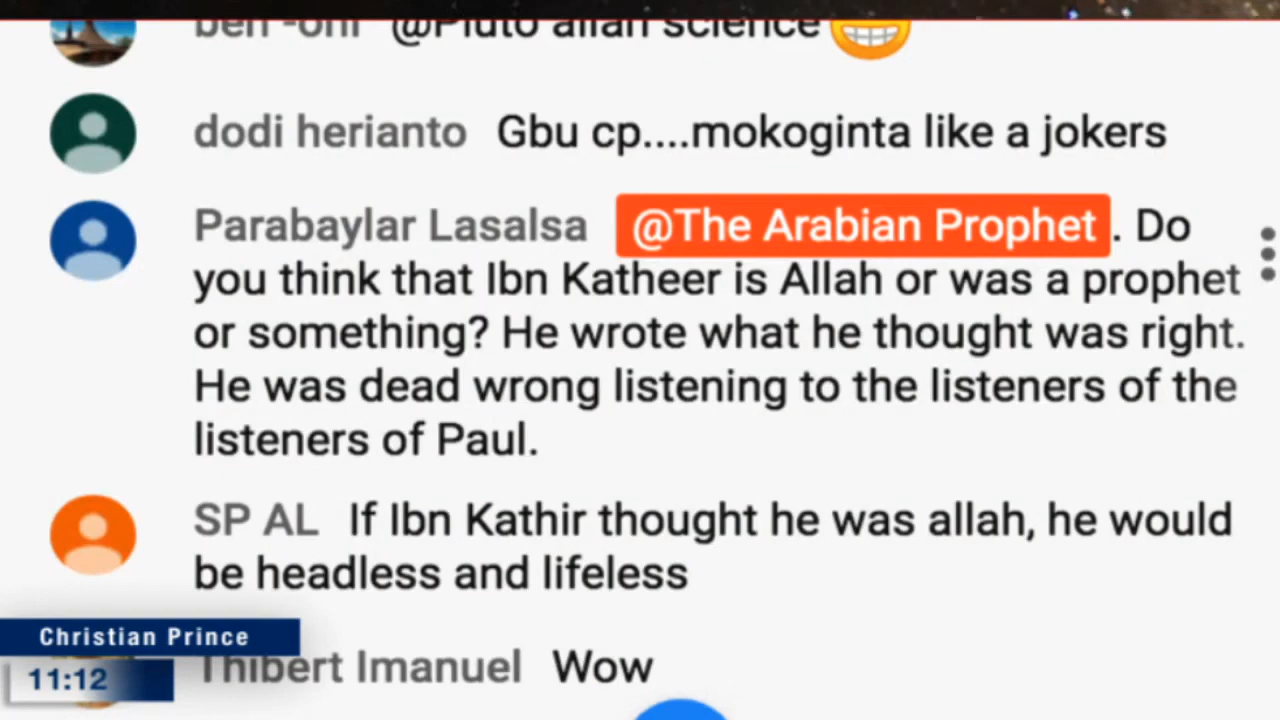 ben -oni @Pluto allah science
dodi herianto Gbu cp....mokoginta like a jokers
Parabaylar Lasalsa @The Arabian Prophet. Do
you think that Ibn Katheer is Allah or was a prophet
or something? He wrote what he thought was right.
He was dead wrong listening to the listeners of the
listeners of Paul.
SP AL If Ibn Kathir thought he was allah, he would
be headless and lifeless
Christian Prince
Thibert Imanuel Wow
11:12